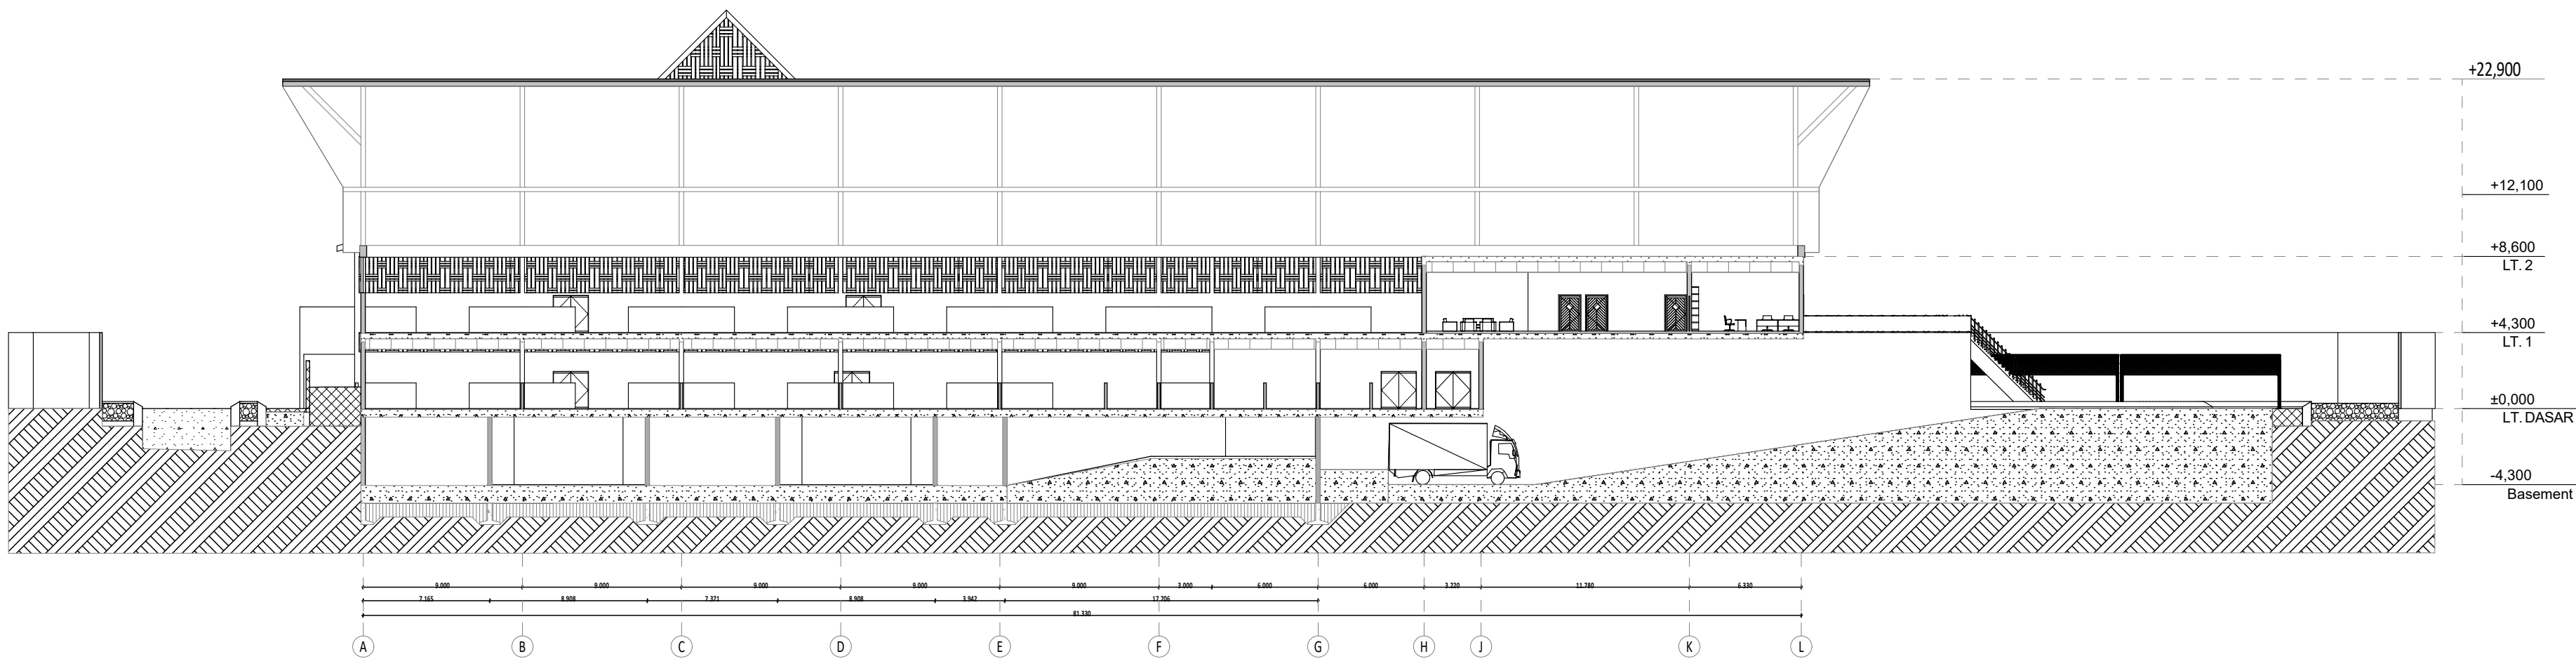 +22,900
+12,100
+8,600
LT. 2
+4,300
LT. 1
±0,000
LT. DASAR
-4,300
Basement
9.000 9.000 9.000 9.000 9.000 3.000 6.000 6.000 3.220 11.780 6.330
7.165 8.908 7.371 8.908 3.942 17.706
81.330
A B C D E F G H J K L